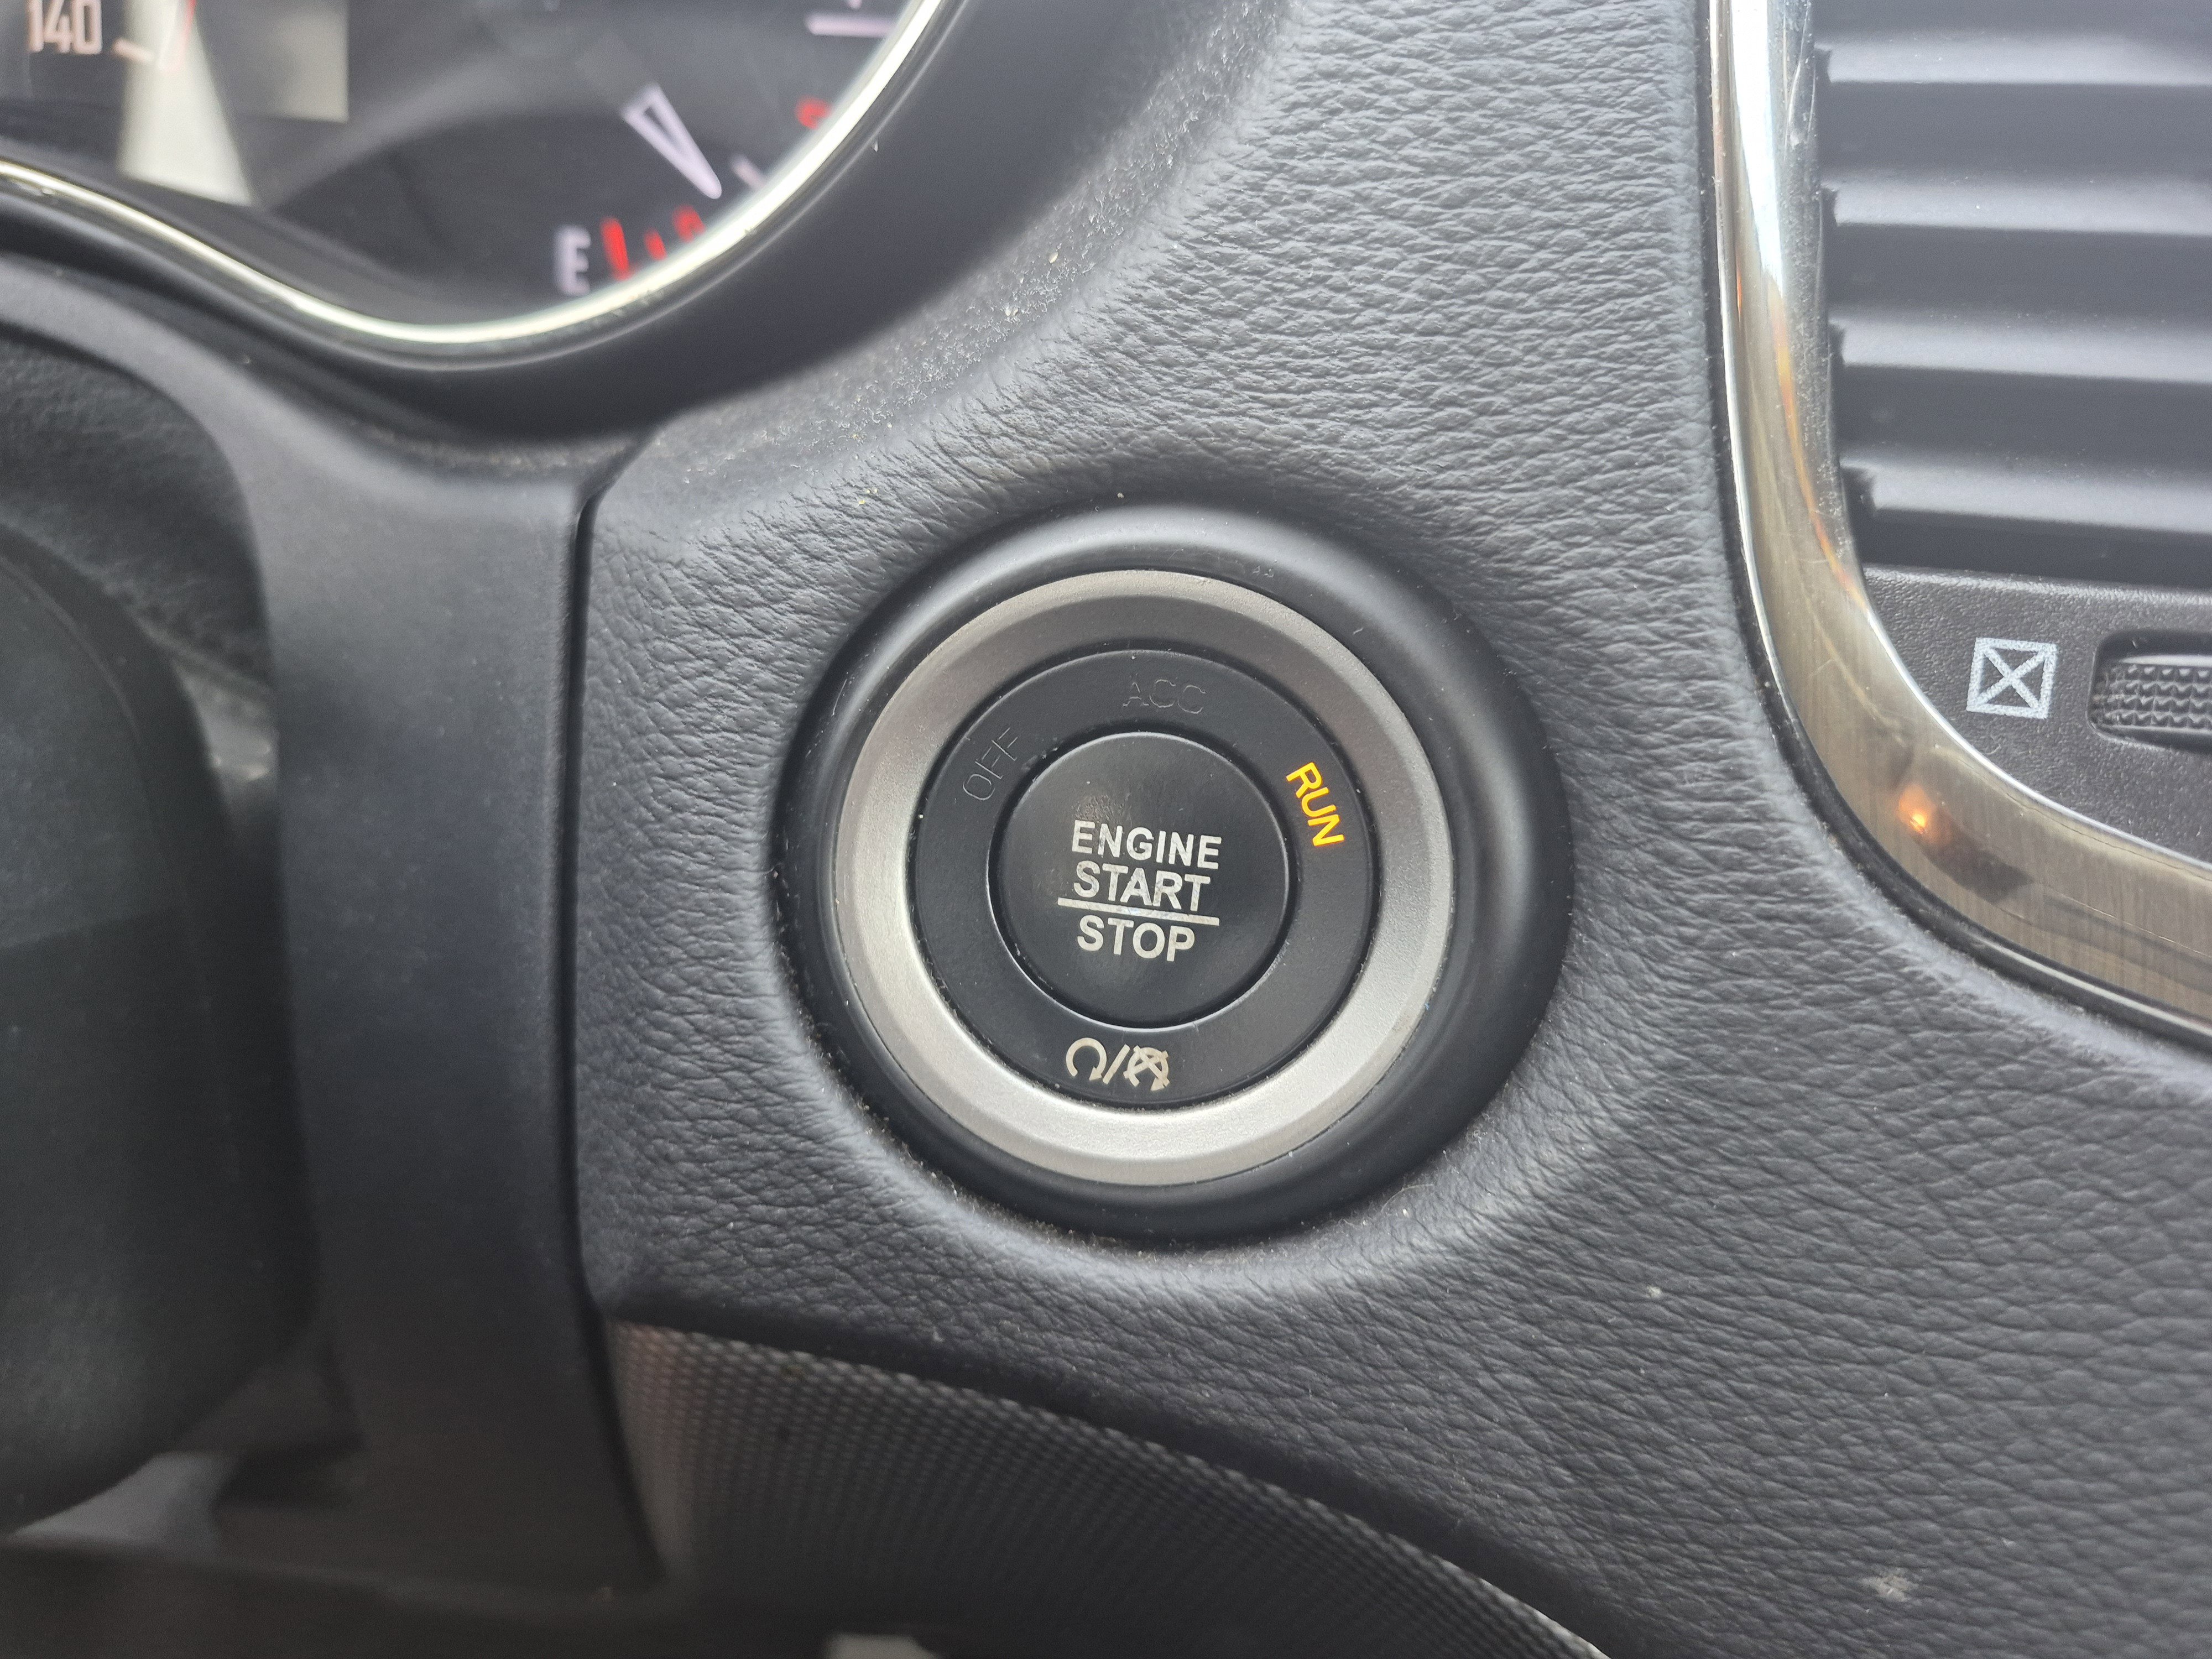 140
E
ACC
OFF
RUN
ENGINE
START
STOP